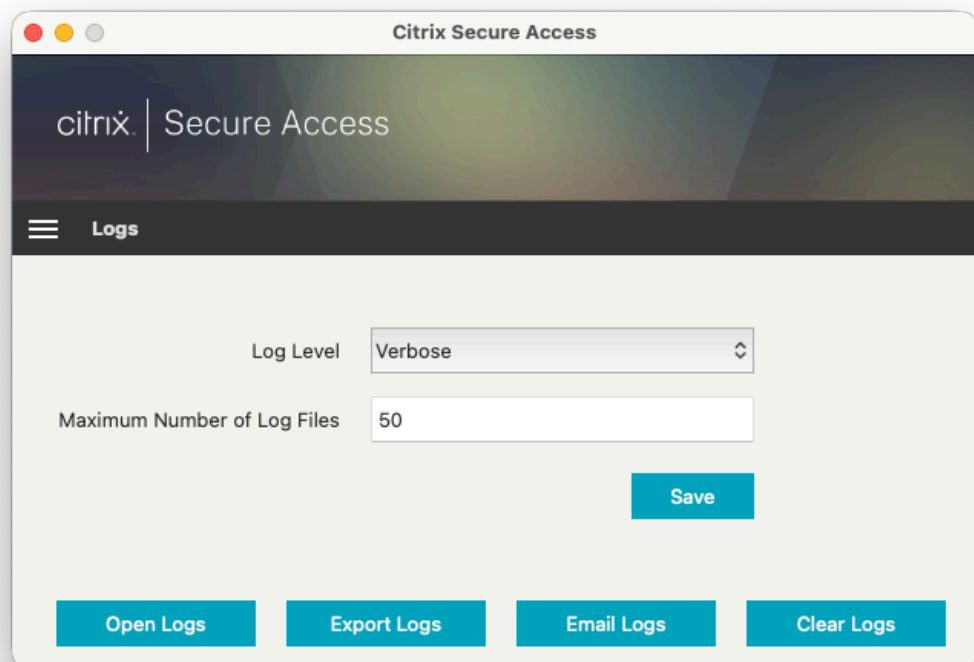 Citrix Secure Access
citrix™ | Secure Access
Logs
Log Level Verbose
Maximum Number of Log Files 50
Save
Open Logs Export Logs Email Logs Clear Logs